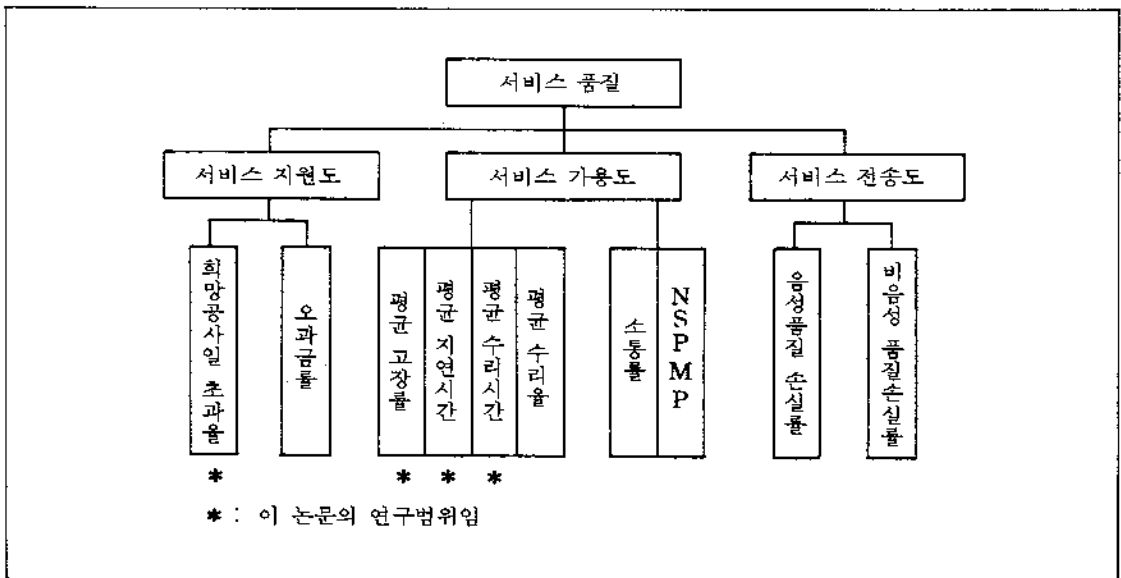 서비스 품질
서비스 지원도
서비스 가용도
서비스 전송도
희망공사일 초과율
오과금률
평균 고장률
평균 지연시간
평균 수리시간
평균 수리율
소통률
NSPMP
음성품질 손실률
비음성 품질손실률
* * * *
* : 이 논문의 연구범위임